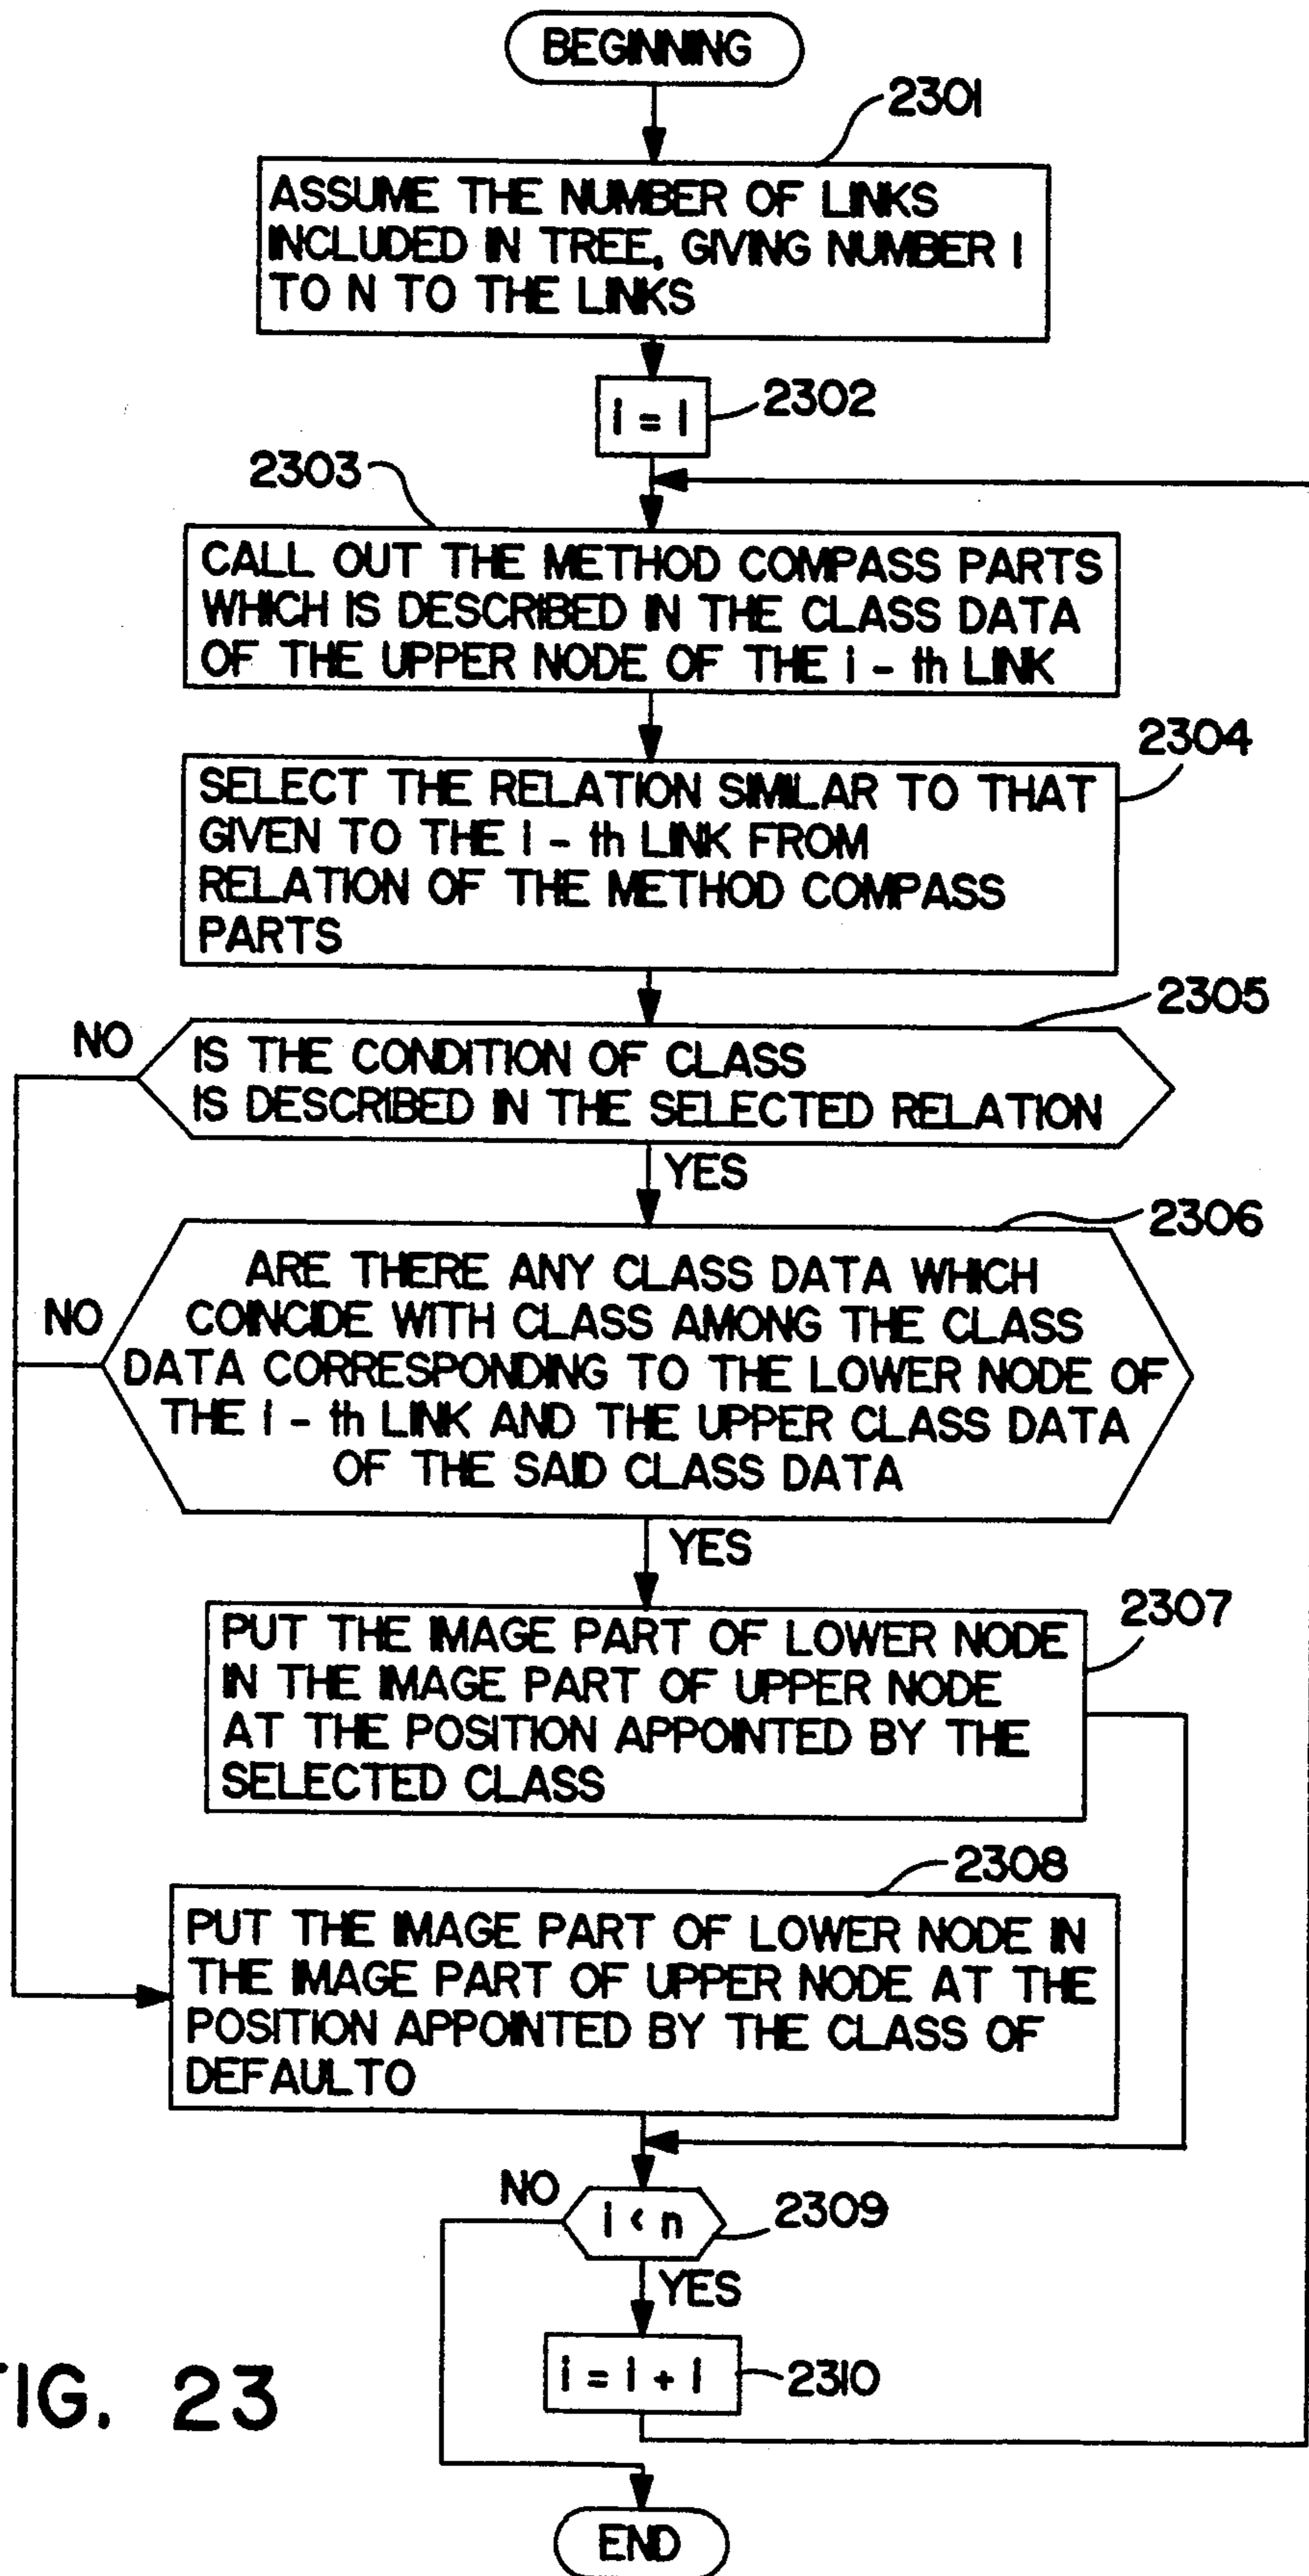 BEGINNING
2301
ASSUME THE NUMBER OF LINKS
INCLUDED IN TREE, GIVING NUMBER 1
TO N TO THE LINKS
i = 1
2302
2303
CALL OUT THE METHOD COMPASS PARTS
WHICH IS DESCRIBED IN THE CLASS DATA
OF THE UPPER NODE OF THE i - th LINK
2304
SELECT THE RELATION SIMILAR TO THAT
GIVEN TO THE i - th LINK FROM
RELATION OF THE METHOD COMPASS
PARTS
2305
NO
IS THE CONDITION OF CLASS
IS DESCRIBED IN THE SELECTED RELATION
YES
2306
NO
ARE THERE ANY CLASS DATA WHICH
COINCIDE WITH CLASS AMONG THE CLASS
DATA CORRESPONDING TO THE LOWER NODE OF
THE i - th LINK AND THE UPPER CLASS DATA
OF THE SAID CLASS DATA
YES
2307
PUT THE IMAGE PART OF LOWER NODE
IN THE IMAGE PART OF UPPER NODE
AT THE POSITION APPOINTED BY THE
SELECTED CLASS
2308
PUT THE IMAGE PART OF LOWER NODE IN
THE IMAGE PART OF UPPER NODE AT THE
POSITION APPOINTED BY THE CLASS OF
DEFAULTO
NO
i < n
2309
YES
i = i + 1
2310
FIG. 23
END